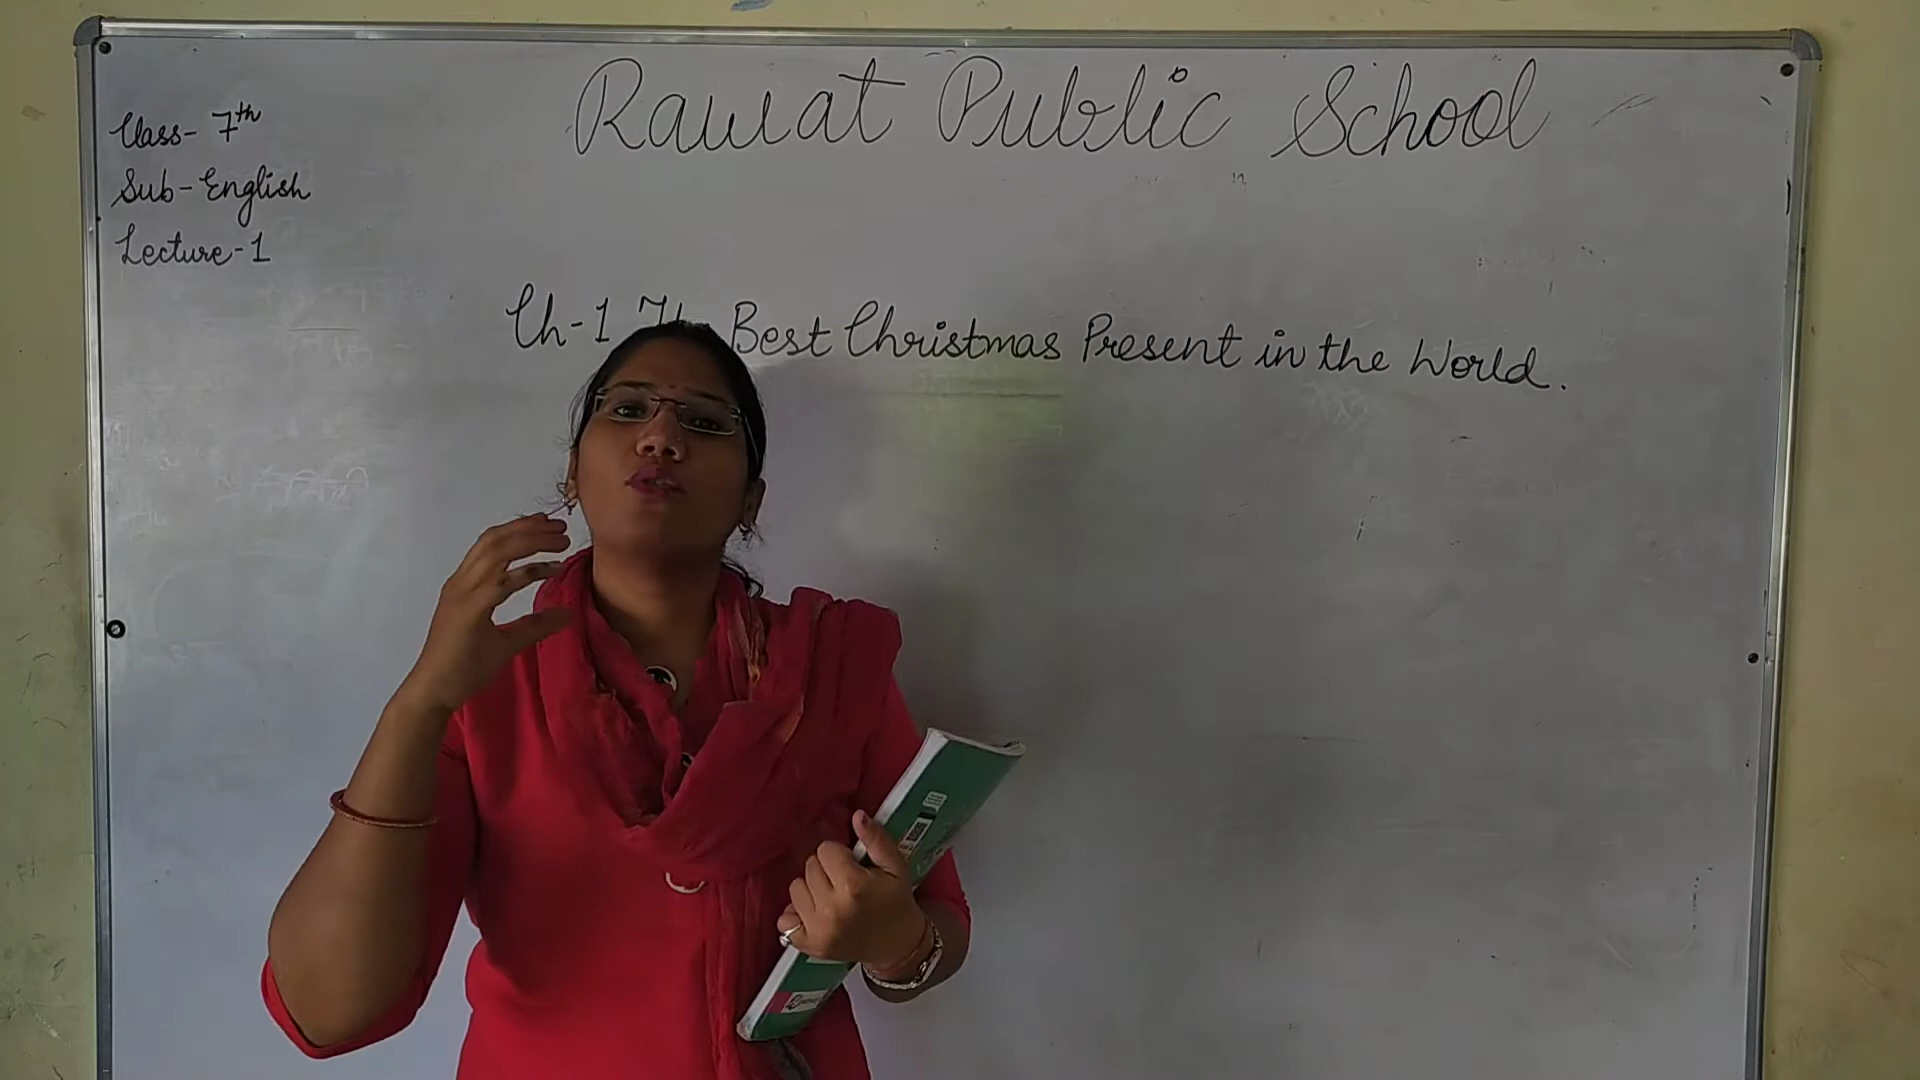 Rawat Public School
Class- 7th
Sub- English
Lecture-1
Ch-1 Best Christmas Present in the World.